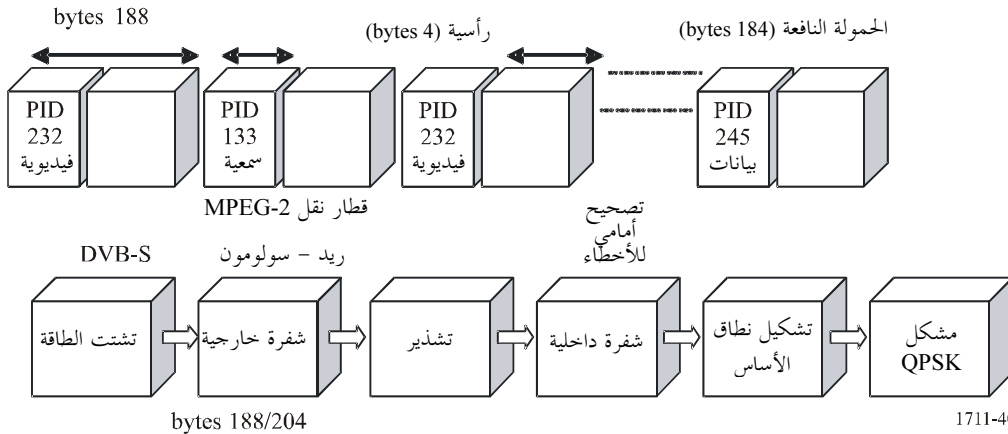 bytes 188
رأسية (bytes 4)
الحمولة النافعة (bytes 184)
PID
232
فيديوية
PID
133
سمعية
PID
232
فيديوية
PID
245
بيانات
قطار نقل MPEG-2
DVB-S
ريد – سولومون
تصحيح
أمامي
للأخطاء
تشتت الطاقة
شفرة خارجية
تشذير
شفرة داخلية
تشكيل نطاق
الأساس
مشكل
QPSK
bytes 188/204